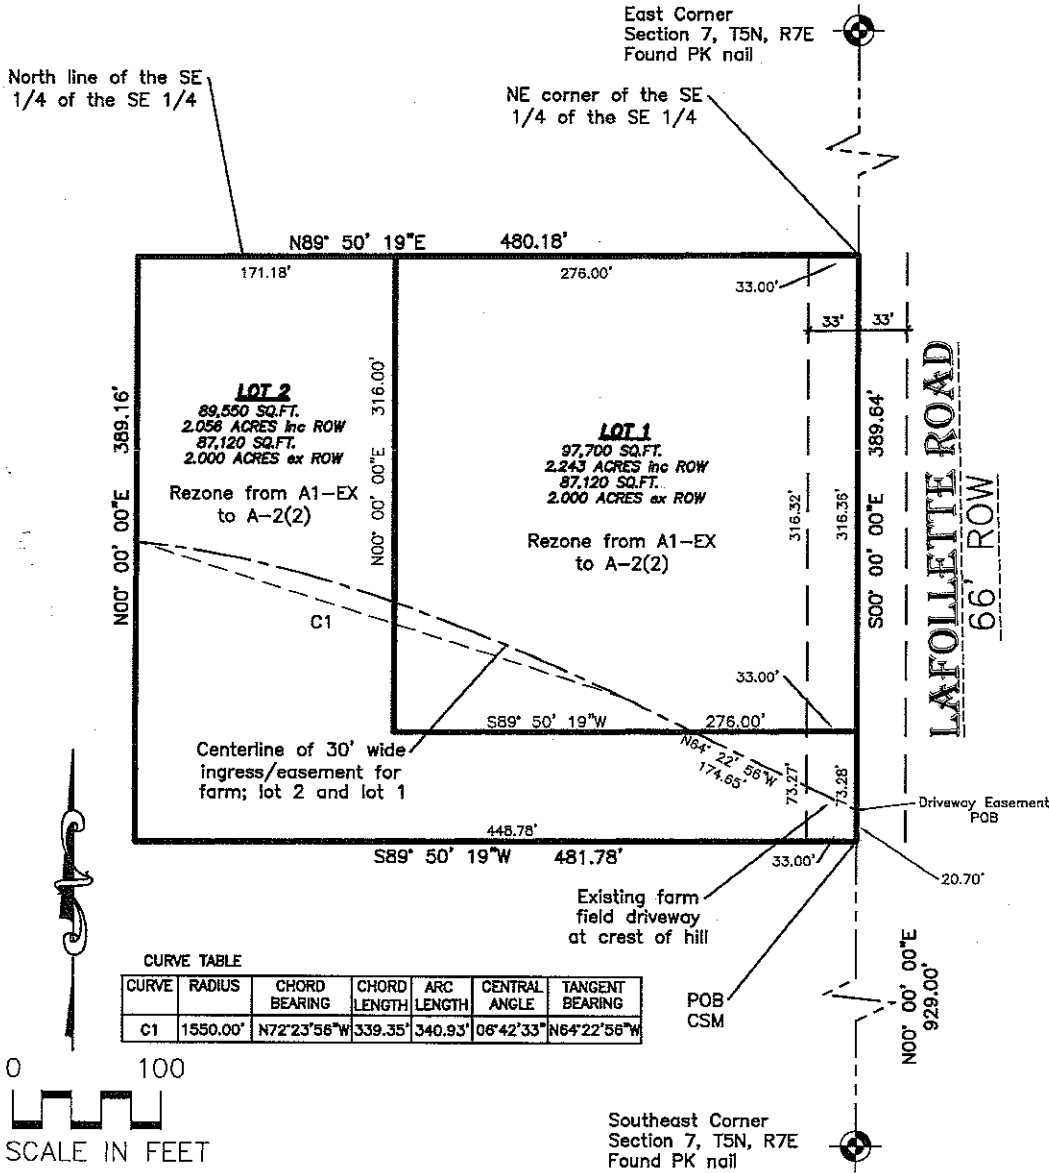 East Corner
Section 7, T5N, R7E
Found PK nail
North line of the SE
1/4 of the SE 1/4
NE corner of the SE
1/4 of the SE 1/4
N89° 50' 19"E 480.18'
171.18'
276.00'
33.00'
33' 33'
N00° 00' 00"E 389.16'
LOT 2
89,550 SQ.FT.
2.056 ACRES inc ROW
87,120 SQ.FT.
2.000 ACRES ex ROW
Rezone from A1-EX
to A-2(2)
N00° 00' 00"E 316.00'
LOT 1
97,700 SQ.FT.
2.243 ACRES inc ROW
87,120 SQ.FT.
2.000 ACRES ex ROW
Rezone from A1-EX
to A-2(2)
316.32'
316.36'
S00° 00' 00"E 389.64'
LAFOLLETTE ROAD
66' ROW
C1
33.00'
S89° 50' 19"W 276.00'
N64° 22' 56"W
174.65'
73.27'
73.28'
Centerline of 30' wide
ingress/easement for
farm; lot 2 and lot 1
Driveway Easement
POB
448.78'
S89° 50' 19"W 481.78'
33.00'
20.70'
Existing farm
field driveway
at crest of hill
POB
CSM
N00° 00' 00"E
929.00'
CURVE TABLE
CURVE RADIUS CHORD BEARING CHORD LENGTH ARC LENGTH CENTRAL ANGLE TANGENT BEARING
C1 1550.00' N72°23'56"W 339.35' 340.93' 06°42'33" N64°22'56"W
0 100
SCALE IN FEET
Southeast Corner
Section 7, T5N, R7E
Found PK nail